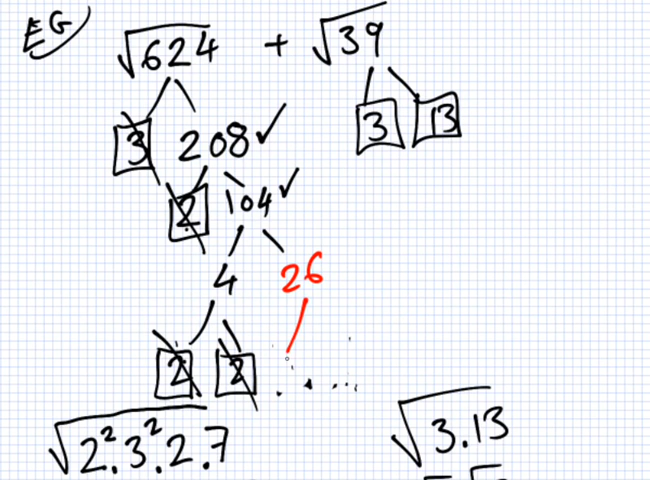 EG
√624 + √39
3 208✓ 3 13
2 104✓
4 26
2 2
√2².3².2.7 √3.13